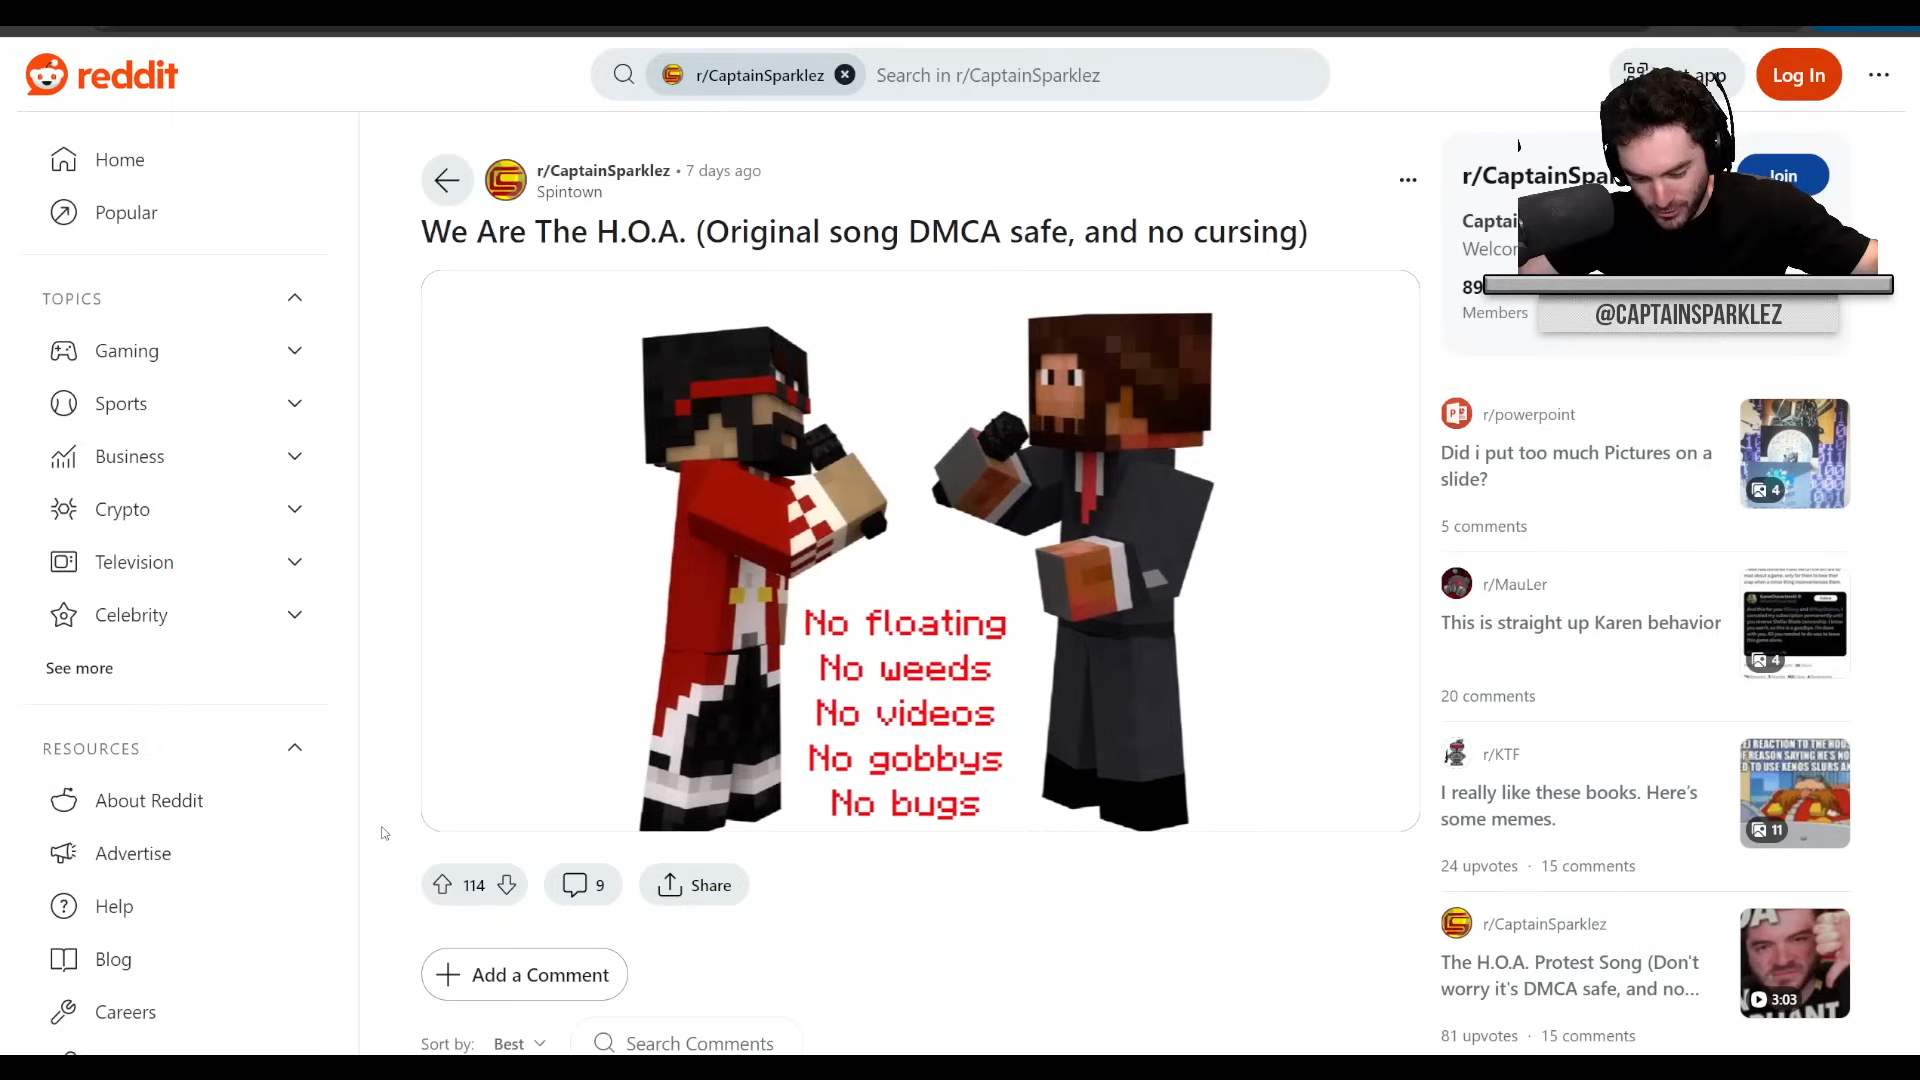 reddit
r/CaptainSparklez
Search in r/CaptainSparklez
app
Log In
Home
Popular
TOPICS
Gaming
Sports
Business
Crypto
Television
Celebrity
See more
RESOURCES
About Reddit
Advertise
Help
Blog
Careers
r/CaptainSparklez • 7 days ago
Spintown
We Are The H.O.A. (Original song DMCA safe, and no cursing)
No floating
No weeds
No videos
No gobbys
No bugs
114
9
Share
Add a Comment
Sort by: Best
Search Comments
Join
89
Members
@CAPTAINSPARKLEZ
r/powerpoint
Did i put too much Pictures on a
slide?
4
5 comments
r/MauLer
This is straight up Karen behavior
4
20 comments
r/KTF
I really like these books. Here's
some memes.
11
24 upvotes · 15 comments
r/CaptainSparklez
The H.O.A. Protest Song (Don't
worry it's DMCA safe, and no...
3:03
81 upvotes · 15 comments